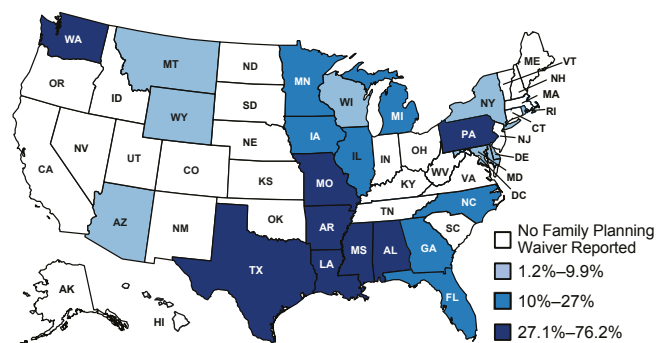 WA
MT
ND
MN
ME
VT
NH
MA
RI
CT
NJ
DE
MD
DC
OR
ID
SD
WI
NY
WY
MI
PA
NE
IA
NV
UT
CO
IL
IN
OH
WV
VA
CA
KS
MO
KY
NC
AZ
NM
OK
AR
TN
SC
TX
LA
MS
AL
GA
FL
AK
HI
No Family Planning
Waiver Reported
1.2%–9.9%
10%–27%
27.1%–76.2%